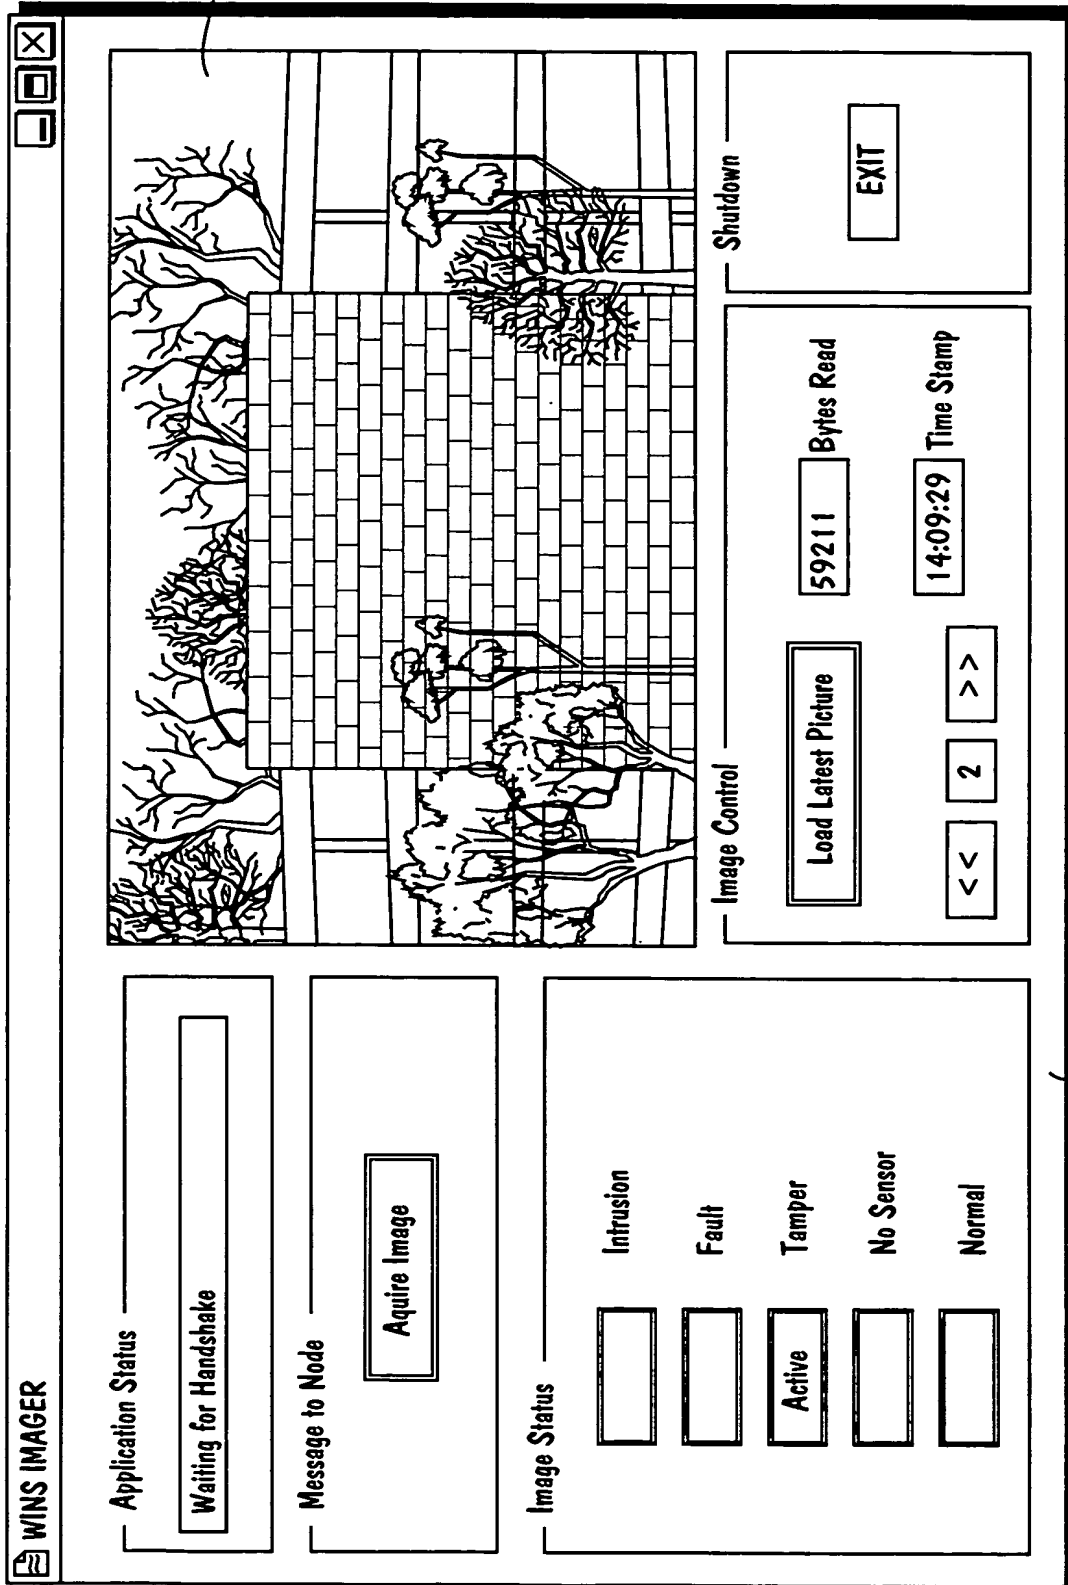 WINS IMAGER
Application Status
Waiting for Handshake
Message to Node
Aquire Image
Image Status
Intrusion
Fault
Active Tamper
No Sensor
Normal
Image Control
Load Latest Picture
59211 Bytes Read
<< 2 >>
14:09:29 Time Stamp
Shutdown
EXIT